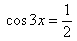 cos 3x = 1/2